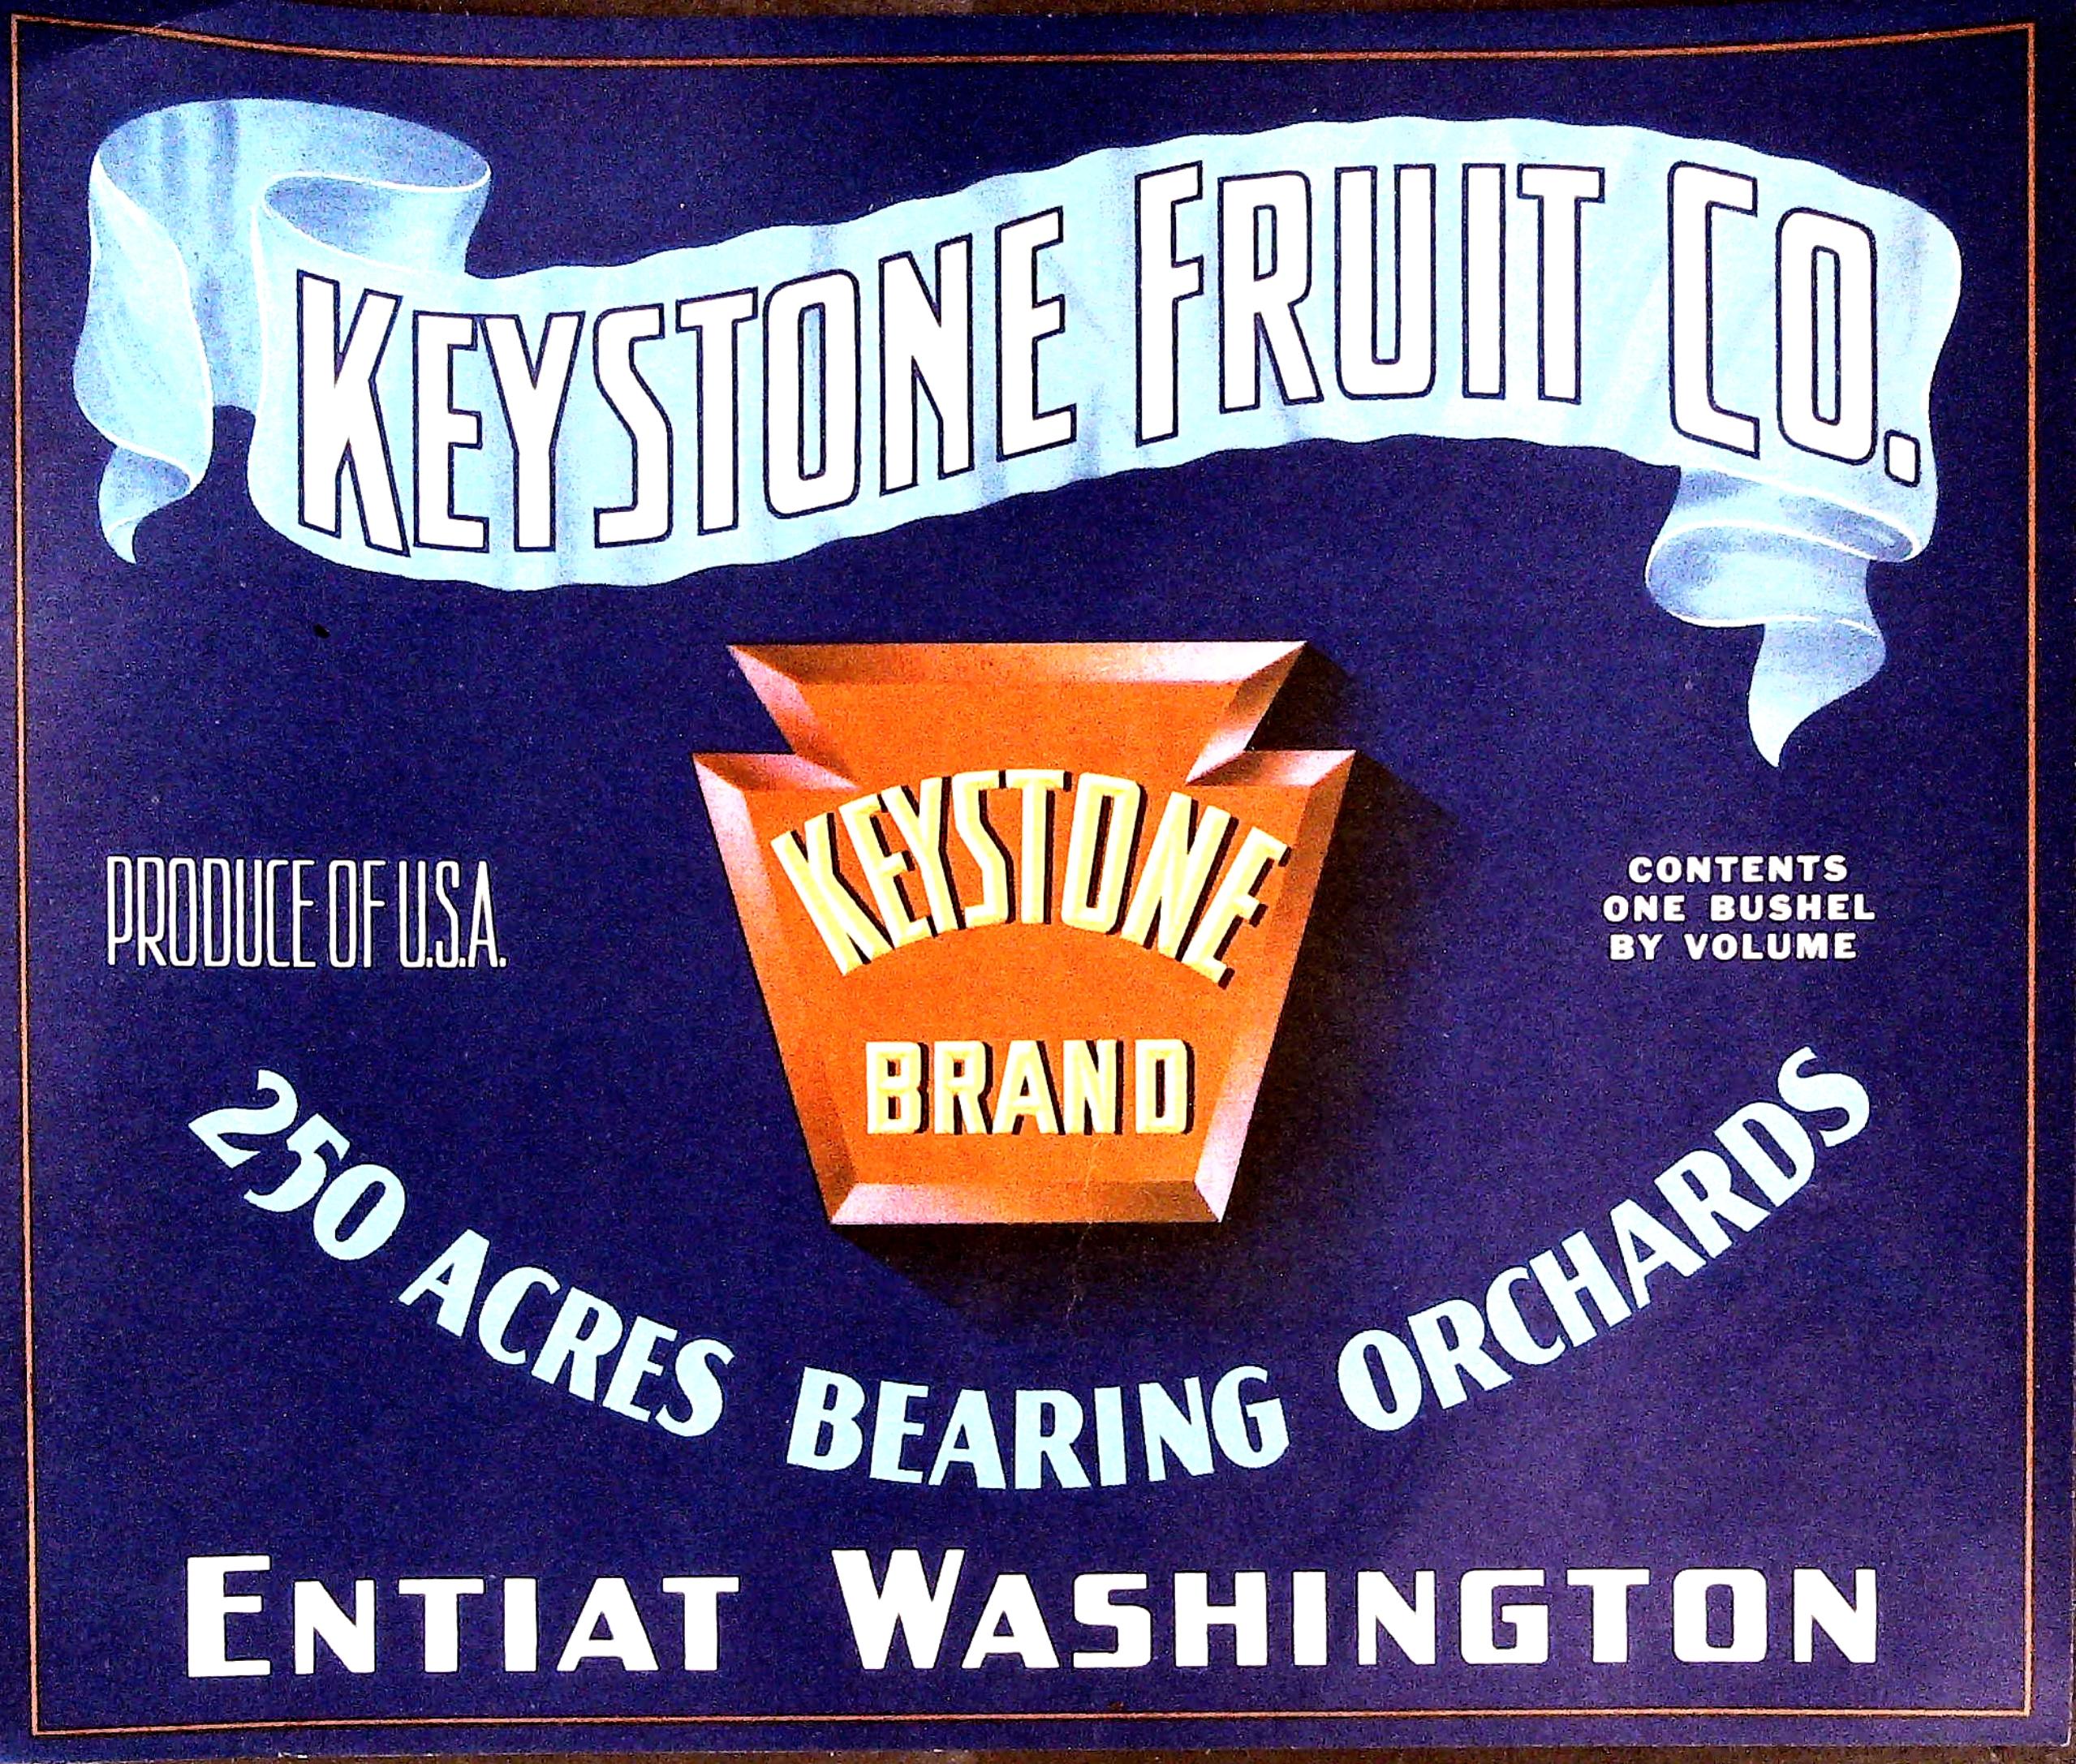 KEYSTONE FRUIT CO.
KEYSTONE
BRAND
PRODUCE OF U.S.A.
CONTENTS
ONE BUSHEL
BY VOLUME
250 ACRES BEARING ORCHARDS
ENTIAT WASHINGTON